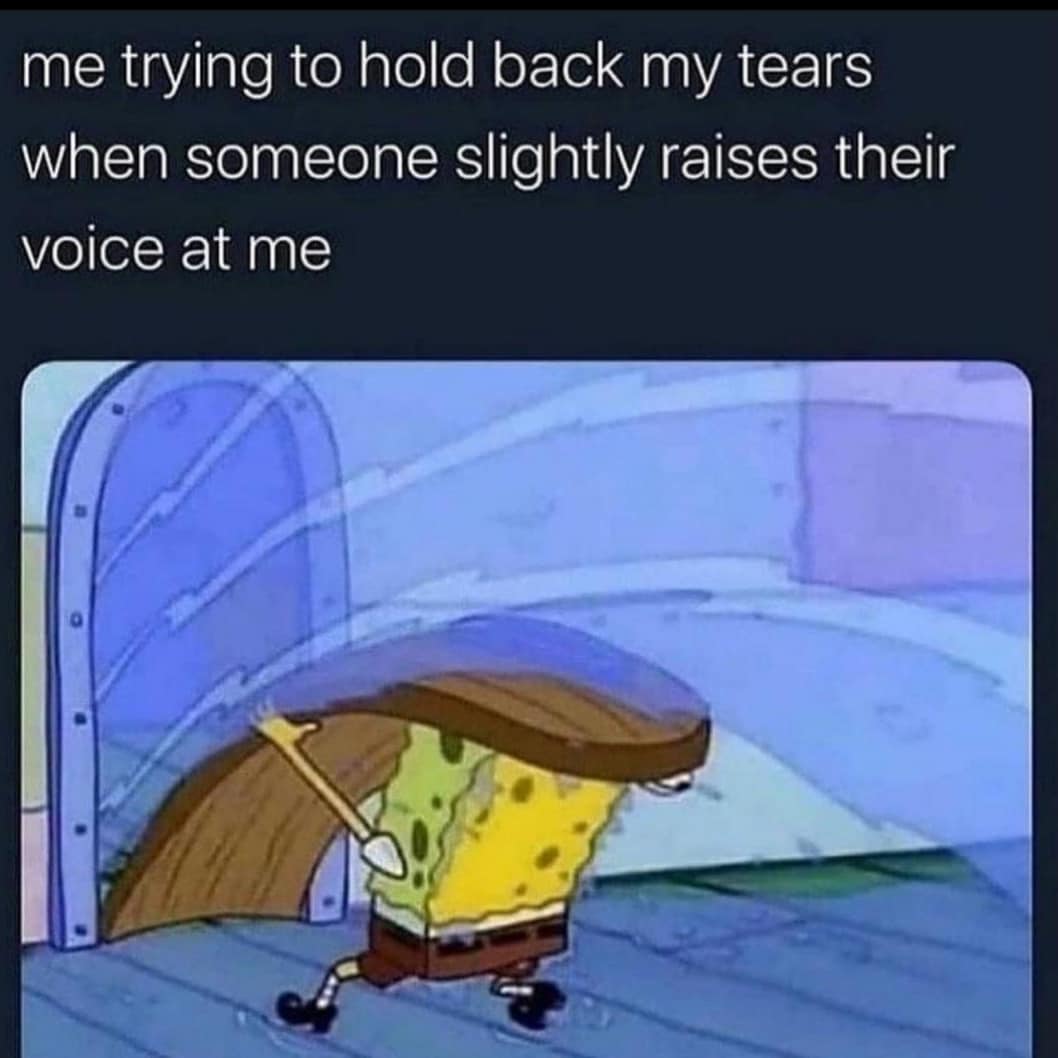 me trying to hold back my tears
when someone slightly raises their
voice at me